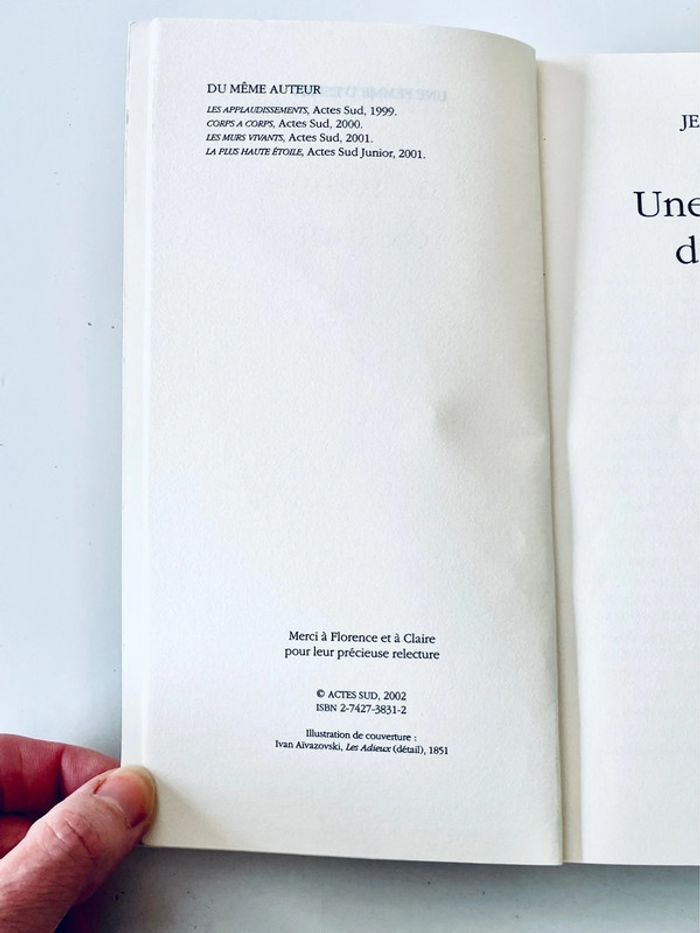 DU MÊME AUTEUR
LES APPLAUDISSEMENTS, Actes Sud, 1999.
CORPS A CORPS, Actes Sud, 2000.
LES MURS VIVANTS, Actes Sud, 2001.
LA PLUS HAUTE ÉTOILE, Actes Sud Junior, 2001.
Merci à Florence et à Claire
pour leur précieuse relecture
© ACTES SUD, 2002
ISBN 2-7427-3831-2
Illustration de couverture :
Ivan Aïvazovski, Les Adieux (détail), 1851
JE
Une
d